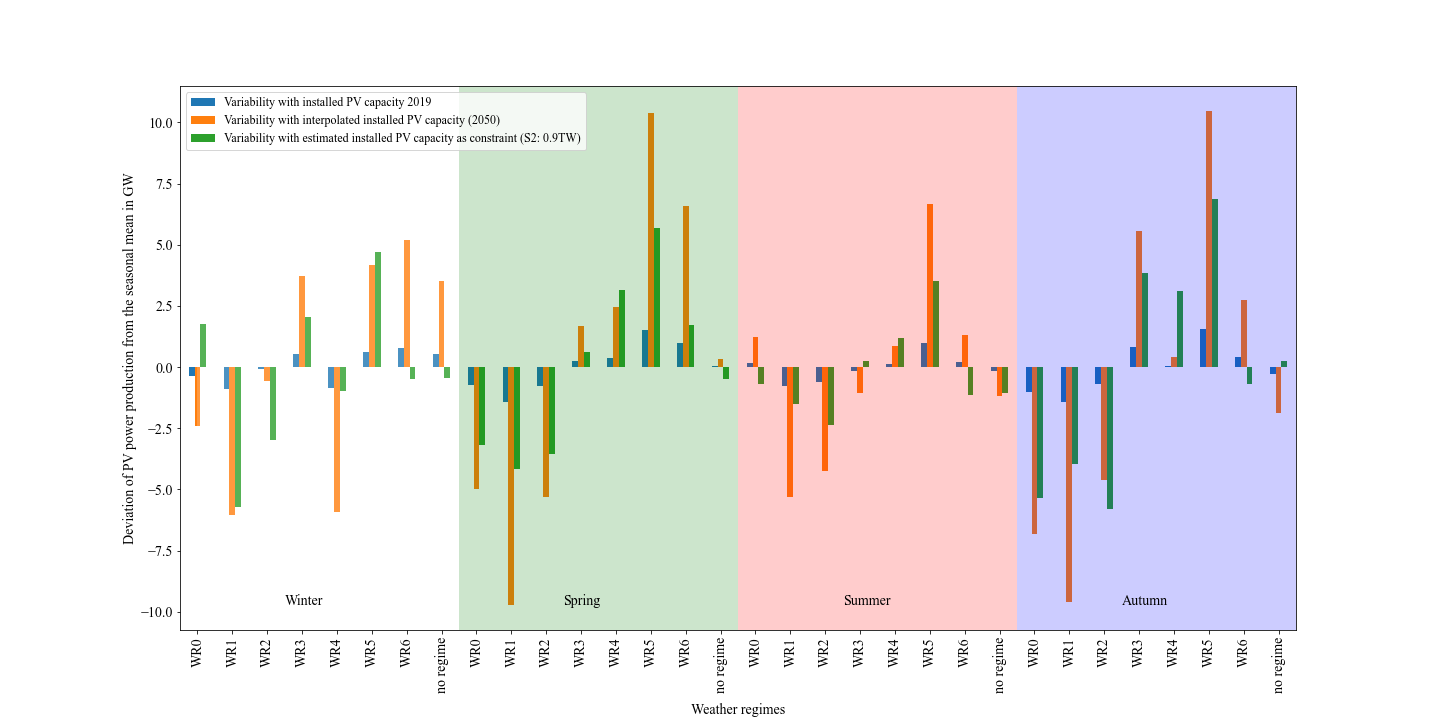 Variability with installed PV capacity 2019
Variability with interpolated installed PV capacity (2050)
Variability with estimated installed PV capacity as constraint (S2: 0.9TW)
Deviation of PV power production from the seasonal mean in GW
10.0
7.5
5.0
2.5
0.0
−2.5
−5.0
−7.5
−10.0
Winter
Spring
Summer
Autumn
WR0
WR1
WR2
WR3
WR4
WR5
WR6
no regime
WR0
WR1
WR2
WR3
WR4
WR5
WR6
no regime
WR0
WR1
WR2
WR3
WR4
WR5
WR6
no regime
WR0
WR1
WR2
WR3
WR4
WR5
WR6
no regime
Weather regimes